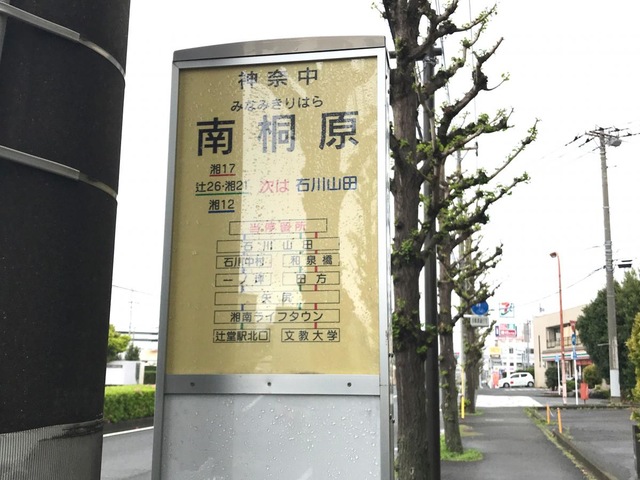 神奈中
みなみきりはら
南桐原
湘17
辻26・湘21 次は 石川山田
湘12
当停留所
石川山田
石川中村 和泉橋
一ノ坪 田方
矢尻
湘南ライフタウン
辻堂駅北口 文教大学